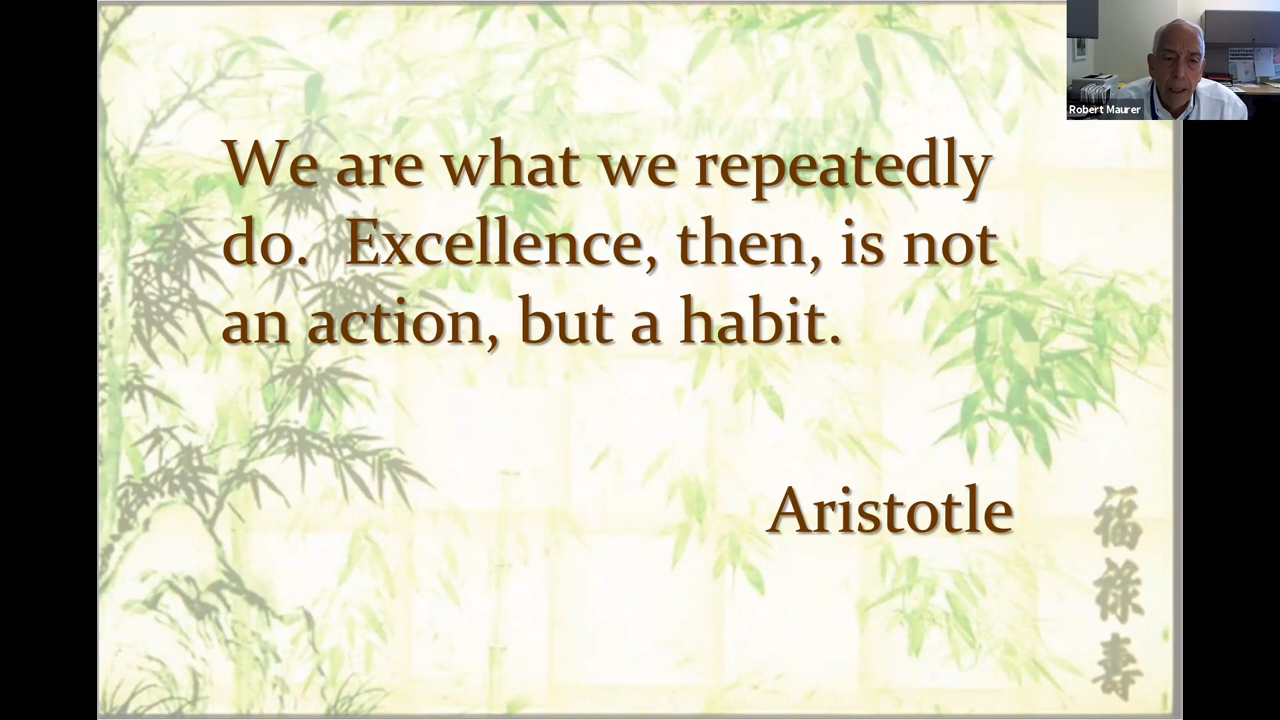 Robert Maurer
We are what we repeatedly
do.  Excellence, then, is not
an action, but a habit.
Aristotle
福
祿
壽